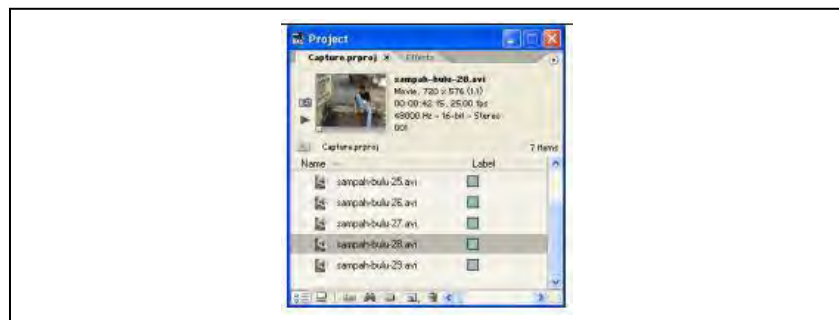 Project
Capture.prproj × Effects
sampah-bulu-28.avi
Movie, 720 x 576 (1.1)
00:00:42:15, 25.00 fps
48000 Hz - 16-bit - Stereo
001
Capture.prproj 7 Items
Name Label
sampah-bulu-25.avi
sampah-bulu-26.avi
sampah-bulu-27.avi
sampah-bulu-28.avi
sampah-bulu-29.avi